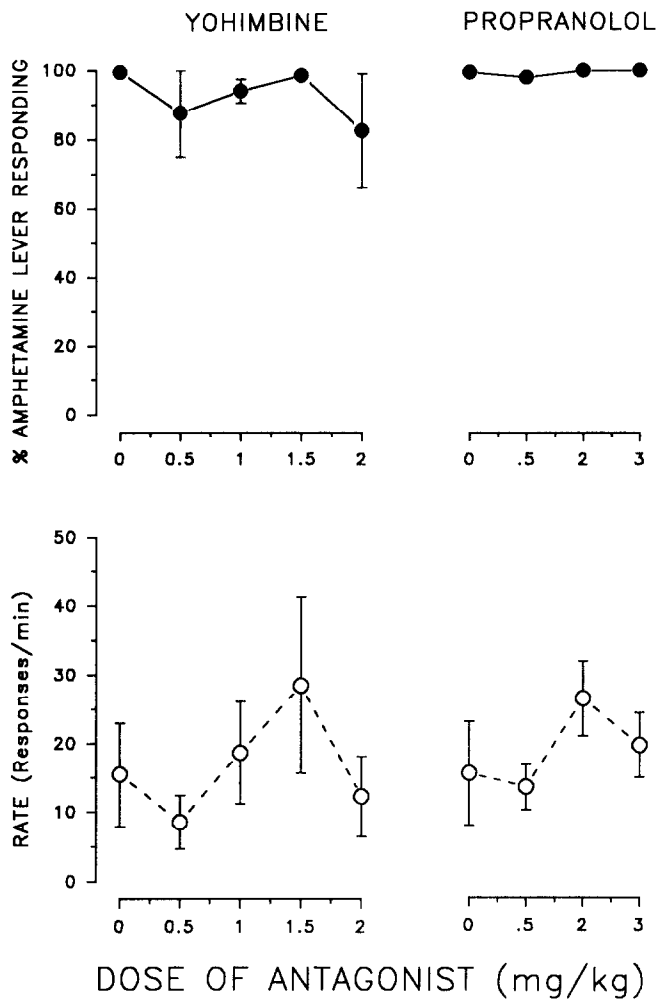 YOHIMBINE
PROPRANOLOL
% AMPHETAMINE LEVER RESPONDING
100
80
60
40
20
0
0 0.5 1 1.5 2
0 .5 2 3
RATE (Responses/min)
50
40
30
20
10
0
0 0.5 1 1.5 2
0 .5 2 3
DOSE OF ANTAGONIST (mg/kg)